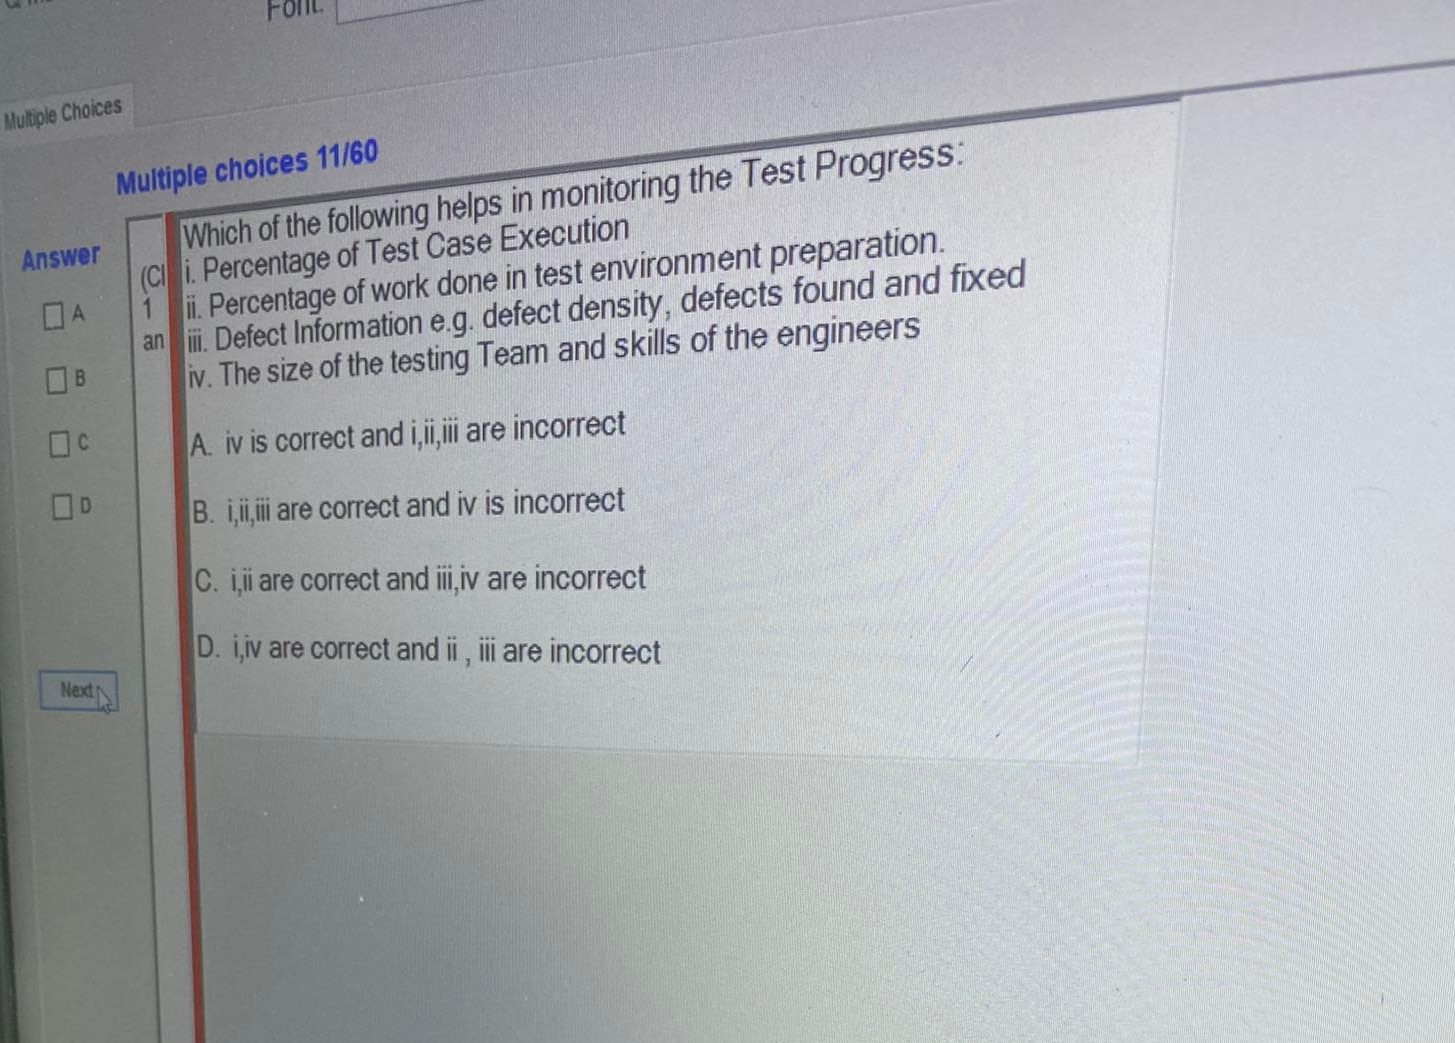 Font:
Multiple Choices
Multiple choices 11/60
Answer
A
B
C
D
Next
(Cl
1
an
Which of the following helps in monitoring the Test Progress:
i. Percentage of Test Case Execution
ii. Percentage of work done in test environment preparation.
iii. Defect Information e.g. defect density, defects found and fixed
iv. The size of the testing Team and skills of the engineers
A. iv is correct and i,ii,iii are incorrect
B. i,ii,iii are correct and iv is incorrect
C. i,ii are correct and iii,iv are incorrect
D. i,iv are correct and ii , iii are incorrect